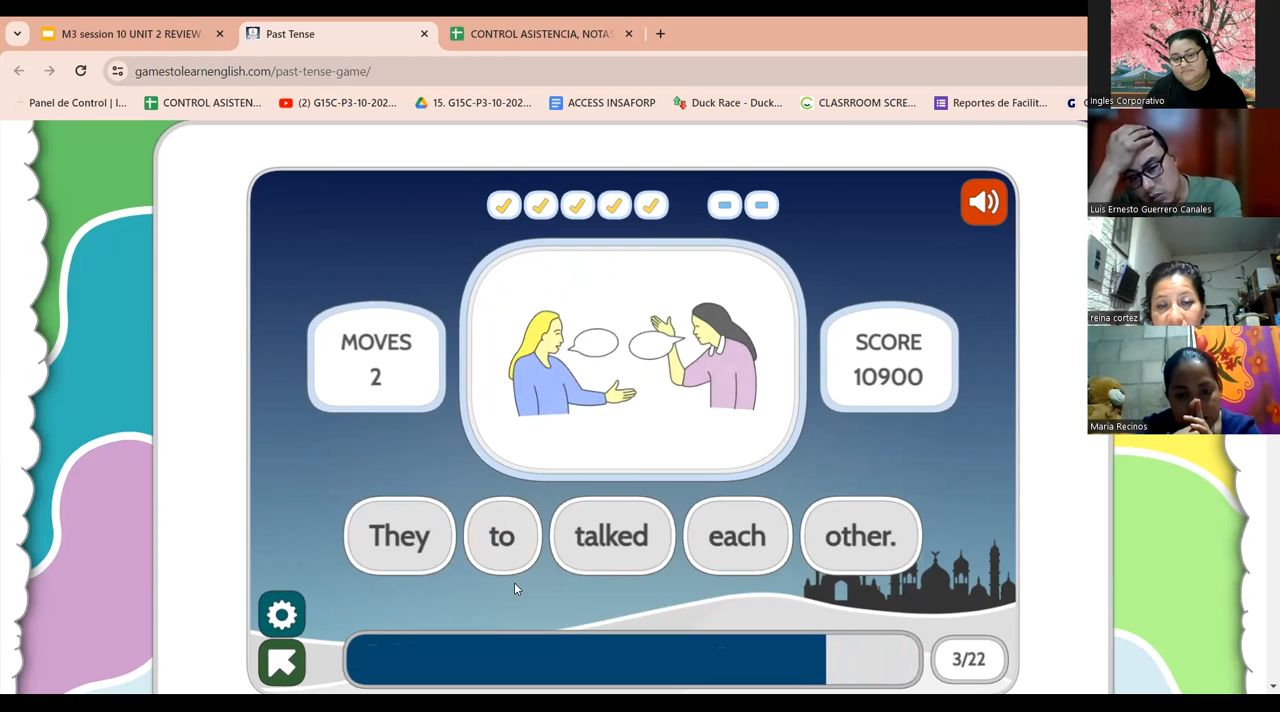 M3 session 10 UNIT 2 REVIEW
Past Tense
CONTROL ASISTENCIA, NOTAS
gamestolearnenglish.com/past-tense-game/
Panel de Control | I...
CONTROL ASISTEN...
(2) G15C-P3-10-202...
15. G15C-P3-10-202...
ACCESS INSAFORP
Duck Race - Duck...
CLASRROOM SCRE...
Reportes de Facilit...
Ingles Corporativo
Luis Ernesto Guerrero Canales
reina cortez
Maria Recinos
MOVES
2
SCORE
10900
They to talked each other.
3/22